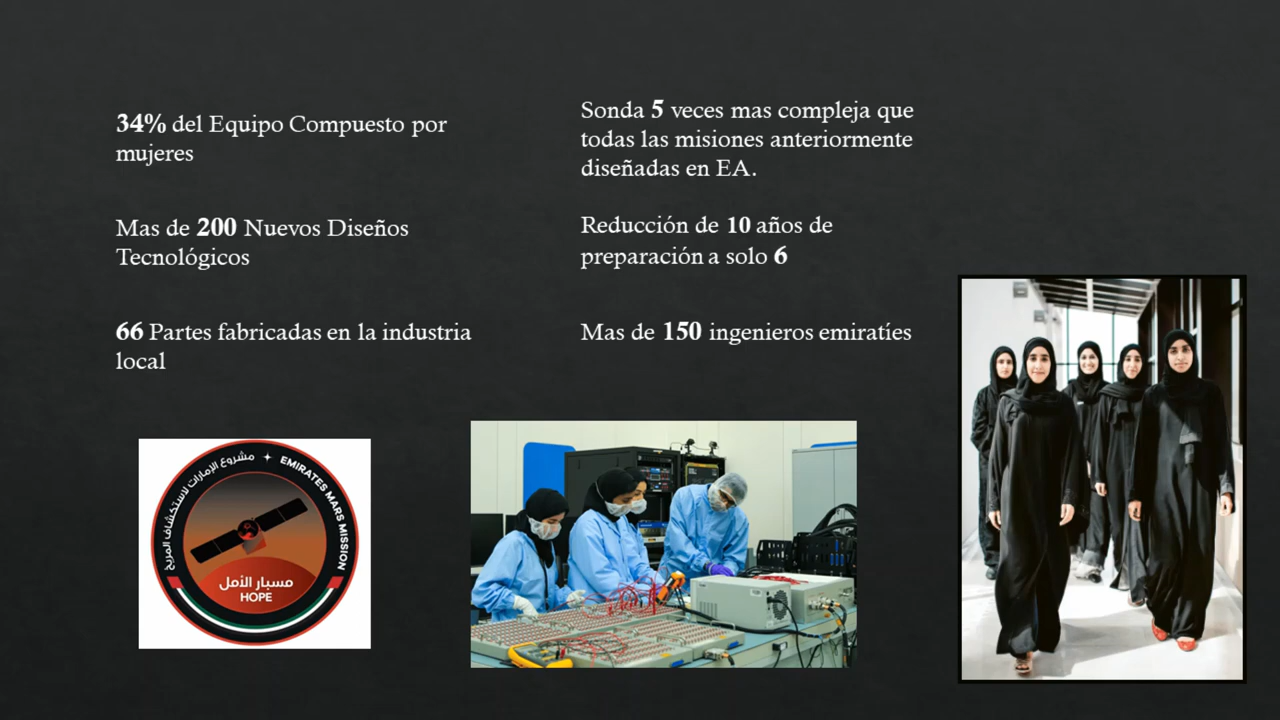 34% del Equipo Compuesto por
mujeres
Mas de 200 Nuevos Diseños
Tecnológicos
66 Partes fabricadas en la industria
local
Sonda 5 veces mas compleja que
todas las misiones anteriormente
diseñadas en EA.
Reducción de 10 años de
preparación a solo 6
Mas de 150 ingenieros emiratíes
مشروع الإمارات لاستكشاف المريخ
EMIRATES MARS MISSION
مسبار الأمل
HOPE